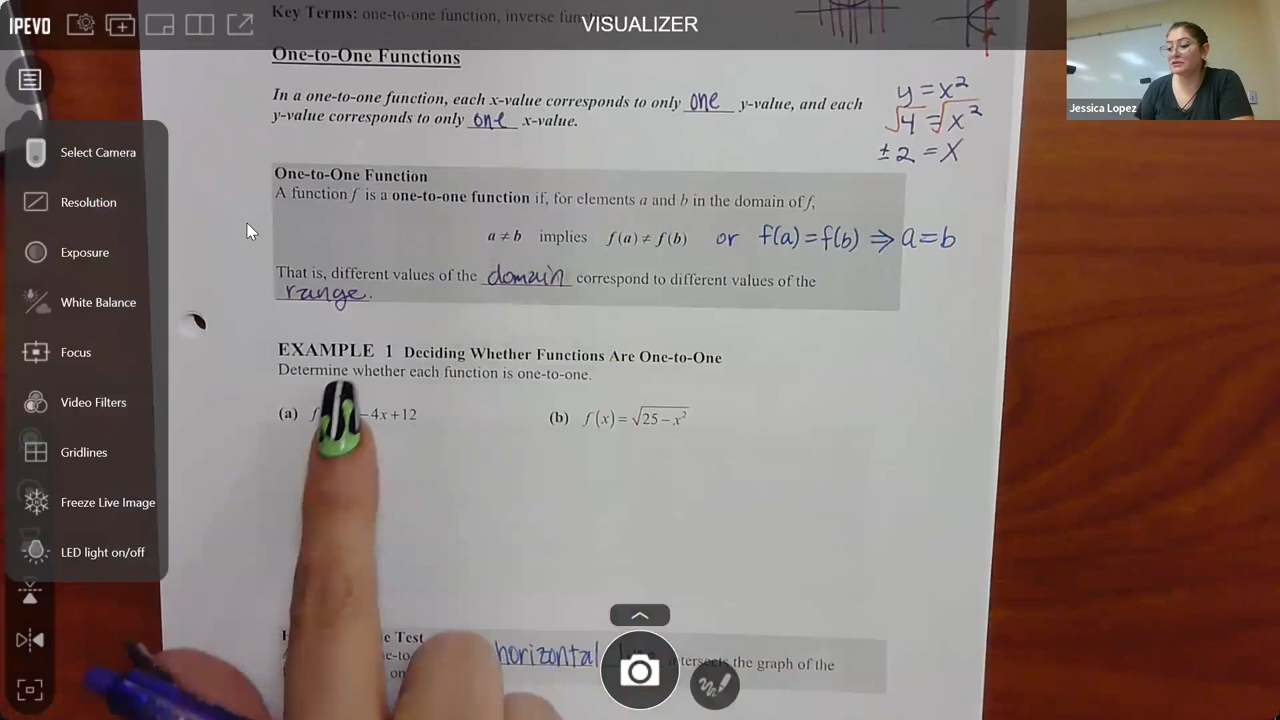 IPEVO
VISUALIZER
Key Terms: one-to-one function, inverse
Jessica Lopez
One-to-One Functions
In a one-to-one function, each x-value corresponds to only one y-value, and each
y-value corresponds to only one x-value.
y = x²
√4 = √x²
±2 = x
One-to-One Function
A function f is a one-to-one function if, for elements a and b in the domain of f,
a ≠ b implies f(a) ≠ f(b) or f(a) = f(b) ⇒ a = b
That is, different values of the domain correspond to different values of the
range.
EXAMPLE 1 Deciding Whether Functions Are One-to-One
Determine whether each function is one-to-one.
(a) f −4x+12
(b) f(x) = √25−x²
Test
horizontal intersects the graph of the
Select Camera
Resolution
Exposure
White Balance
Focus
Video Filters
Gridlines
Freeze Live Image
LED light on/off